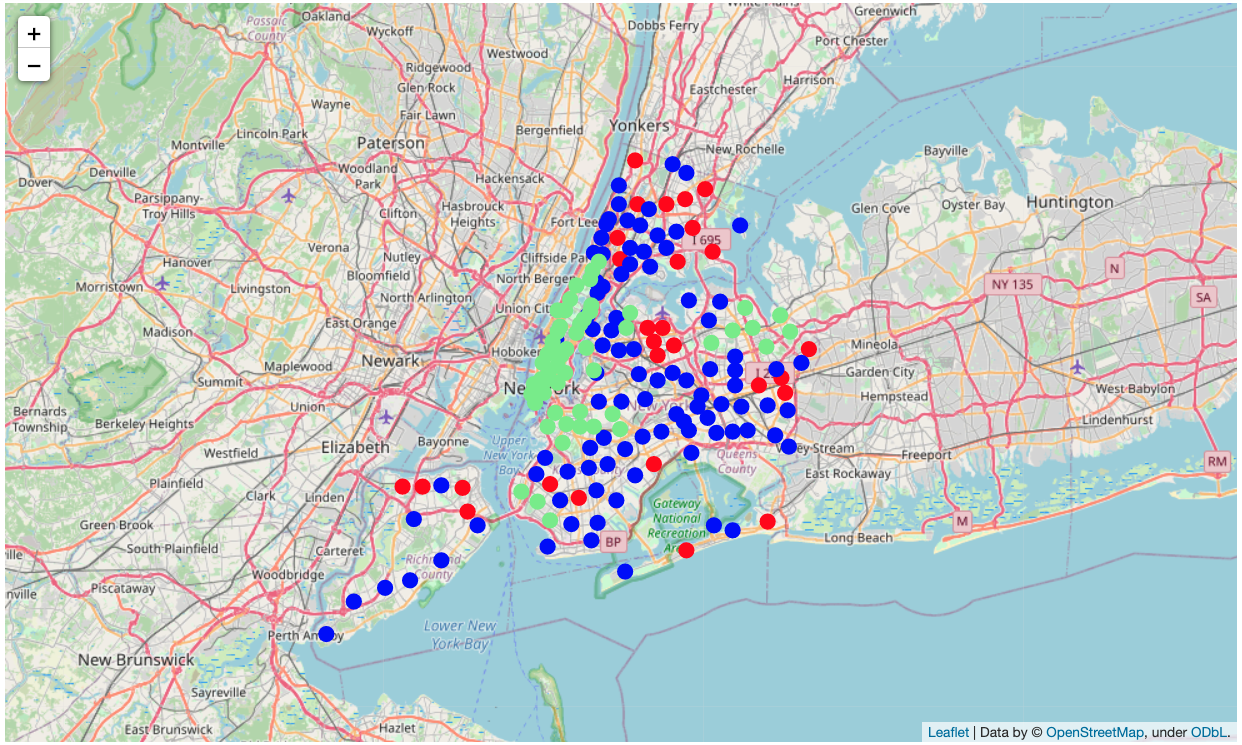 +
−
Oakland
Passaic
County
Wyckoff
Dobbs Ferry
Greenwich
Port Chester
Westwood
Ridgewood
Glen Rock
Harrison
Eastchester
Wayne
Fair Lawn
Lincoln Park
Bergenfield
Yonkers
Montville
Paterson
New Rochelle
Bayville
Denville
Woodland
Park
Hackensack
Dover
Parsippany-
Troy Hills
Clifton
Hasbrouck
Heights
Fort Lee
Glen Cove
Oyster Bay
Huntington
I 695
Verona
Nutley
Cliffside Park
Hanover
Bloomfield
North Bergen
N
Morristown
Livingston
North Arlington
NY 135
SA
Union City
East Orange
Madison
Mineola
Hoboken
Maplewood
Newark
Garden City
Summit
New York
West Babylon
Hempstead
Bernards
Township
Union
Berkeley Heights
Lindenhurst
Upper
New York
Bay
Bayonne
Elizabeth
Valley Stream
Freeport
Westfield
Queens
County
RM
East Rockaway
Plainfield
Clark
Linden
Gateway
National
Recreation
Area
M
Green Brook
Long Beach
BP
South Plainfield
Carteret
Richmond
County
Woodbridge
Piscataway
Perth Amboy
Lower New
York Bay
New Brunswick
Sayreville
East Brunswick
Hazlet
Leaflet | Data by © OpenStreetMap, under ODbL.